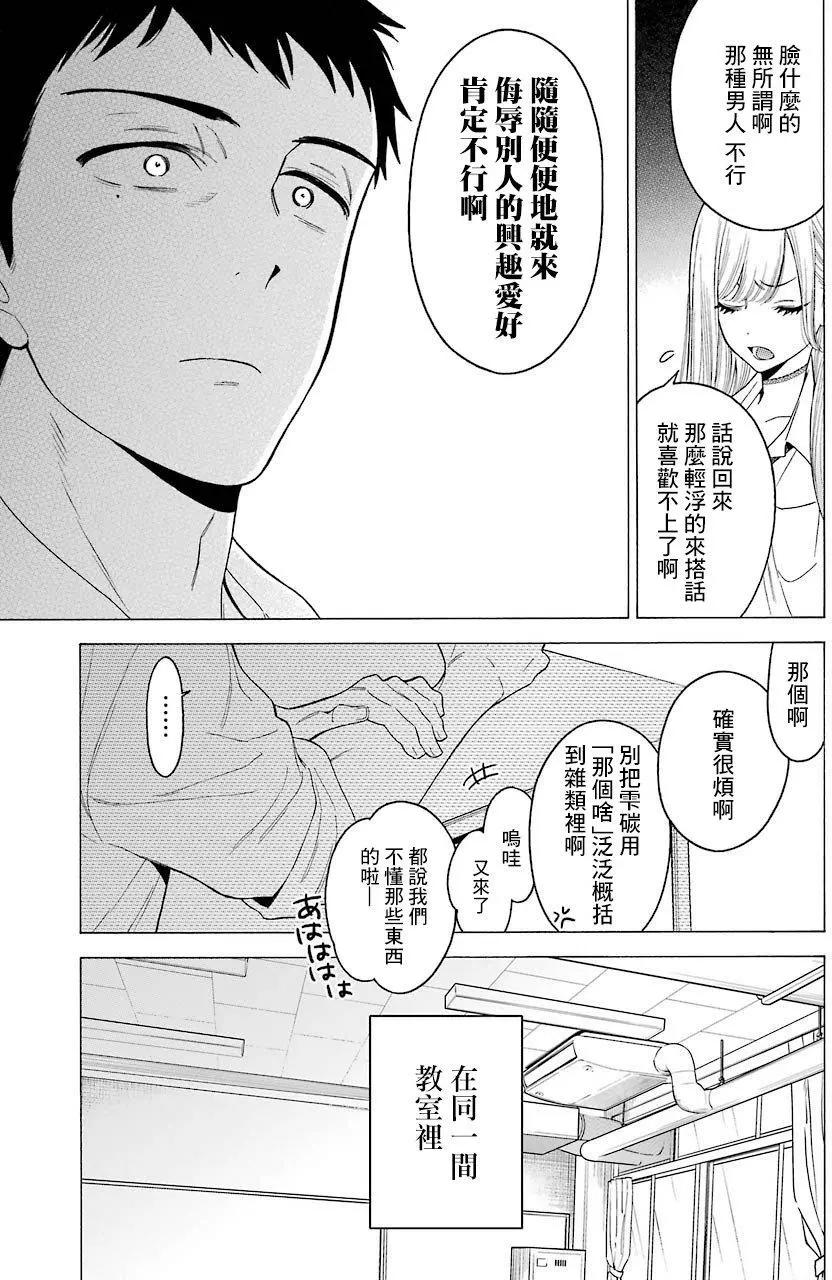 臉什麼的
無所謂啊
那種男人 不行
話說回來
那麼輕浮的來搭話
就喜歡不上了啊
隨隨便便地就來
侮辱別人的興趣愛好
肯定不行啊
那個啊
確實很煩啊
別把雫碳用
「那個啥」泛泛概括
到雜類裡啊
嗚哇
又來了
都說我們
不懂那些東西
的啦—
あはははは
……
在同一間
教室裡